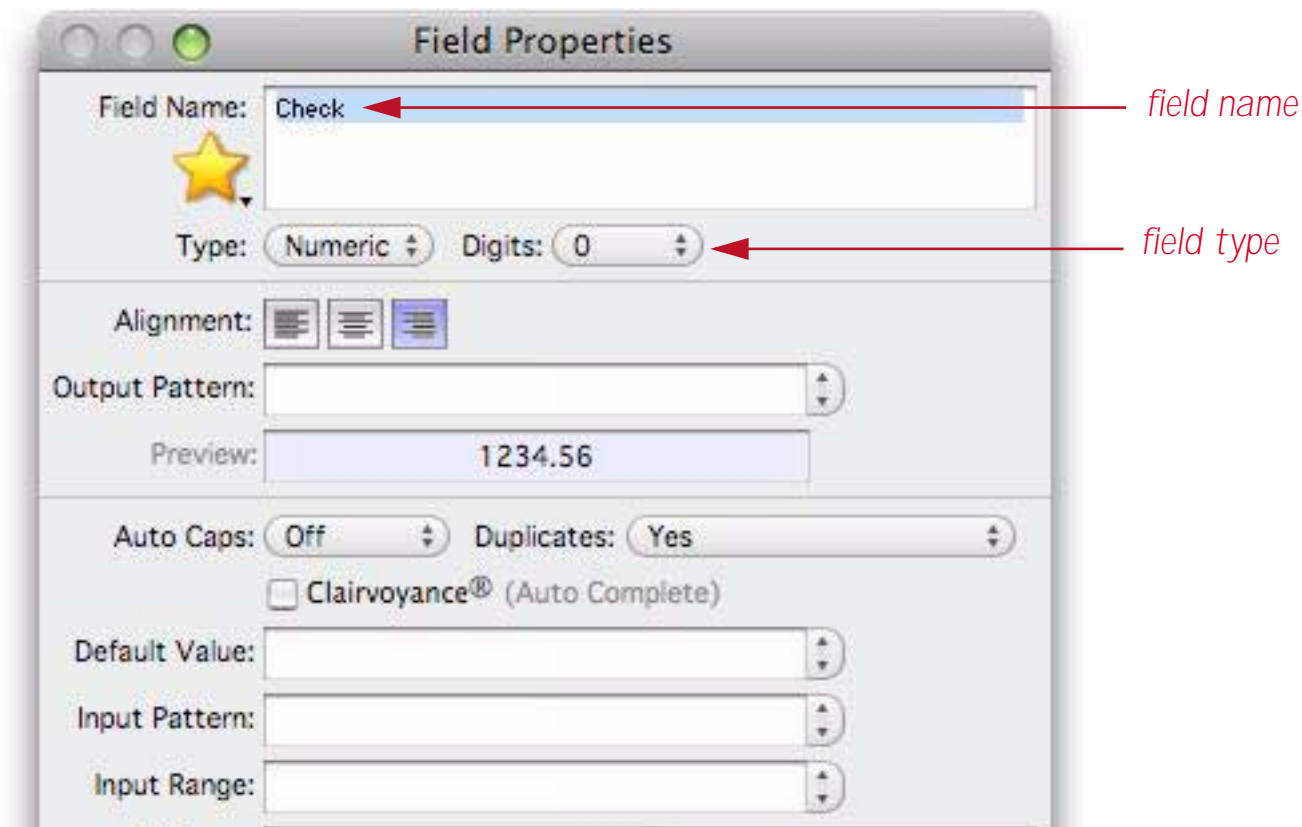 Field Properties
Field Name: Check field name
Type: Numeric Digits: 0 field type
Alignment:
Output Pattern:
Preview: 1234.56
Auto Caps: Off Duplicates: Yes
Clairvoyance® (Auto Complete)
Default Value:
Input Pattern:
Input Range: